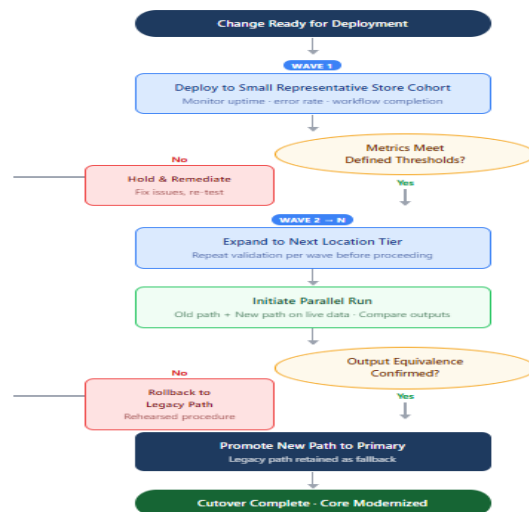 Change Ready for Deployment
WAVE 1
Deploy to Small Representative Store Cohort
Monitor uptime · error rate · workflow completion
Metrics Meet
Defined Thresholds?
No
Hold & Remediate
Fix issues, re-test
Yes
WAVE 2 → N
Expand to Next Location Tier
Repeat validation per wave before proceeding
Initiate Parallel Run
Old path + New path on live data · Compare outputs
Output Equivalence
Confirmed?
No
Rollback to
Legacy Path
Rehearsed procedure
Yes
Promote New Path to Primary
Legacy path retained as fallback
Cutover Complete · Core Modernized